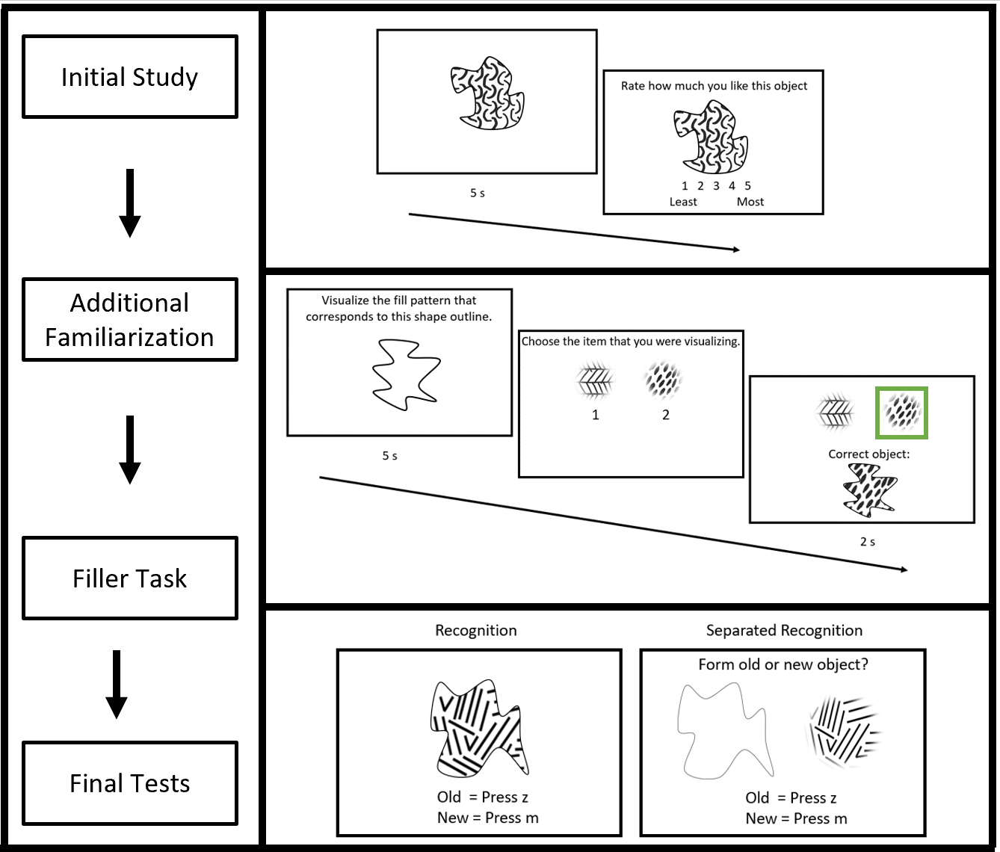 Initial Study
Rate how much you like this object
1 2 3 4 5
Least Most
5 s
Additional
Familiarization
Visualize the fill pattern that
corresponds to this shape outline.
5 s
Choose the item that you were visualizing.
1 2
Correct object:
2 s
Filler Task
Final Tests
Recognition
Old = Press z
New = Press m
Separated Recognition
Form old or new object?
Old = Press z
New = Press m